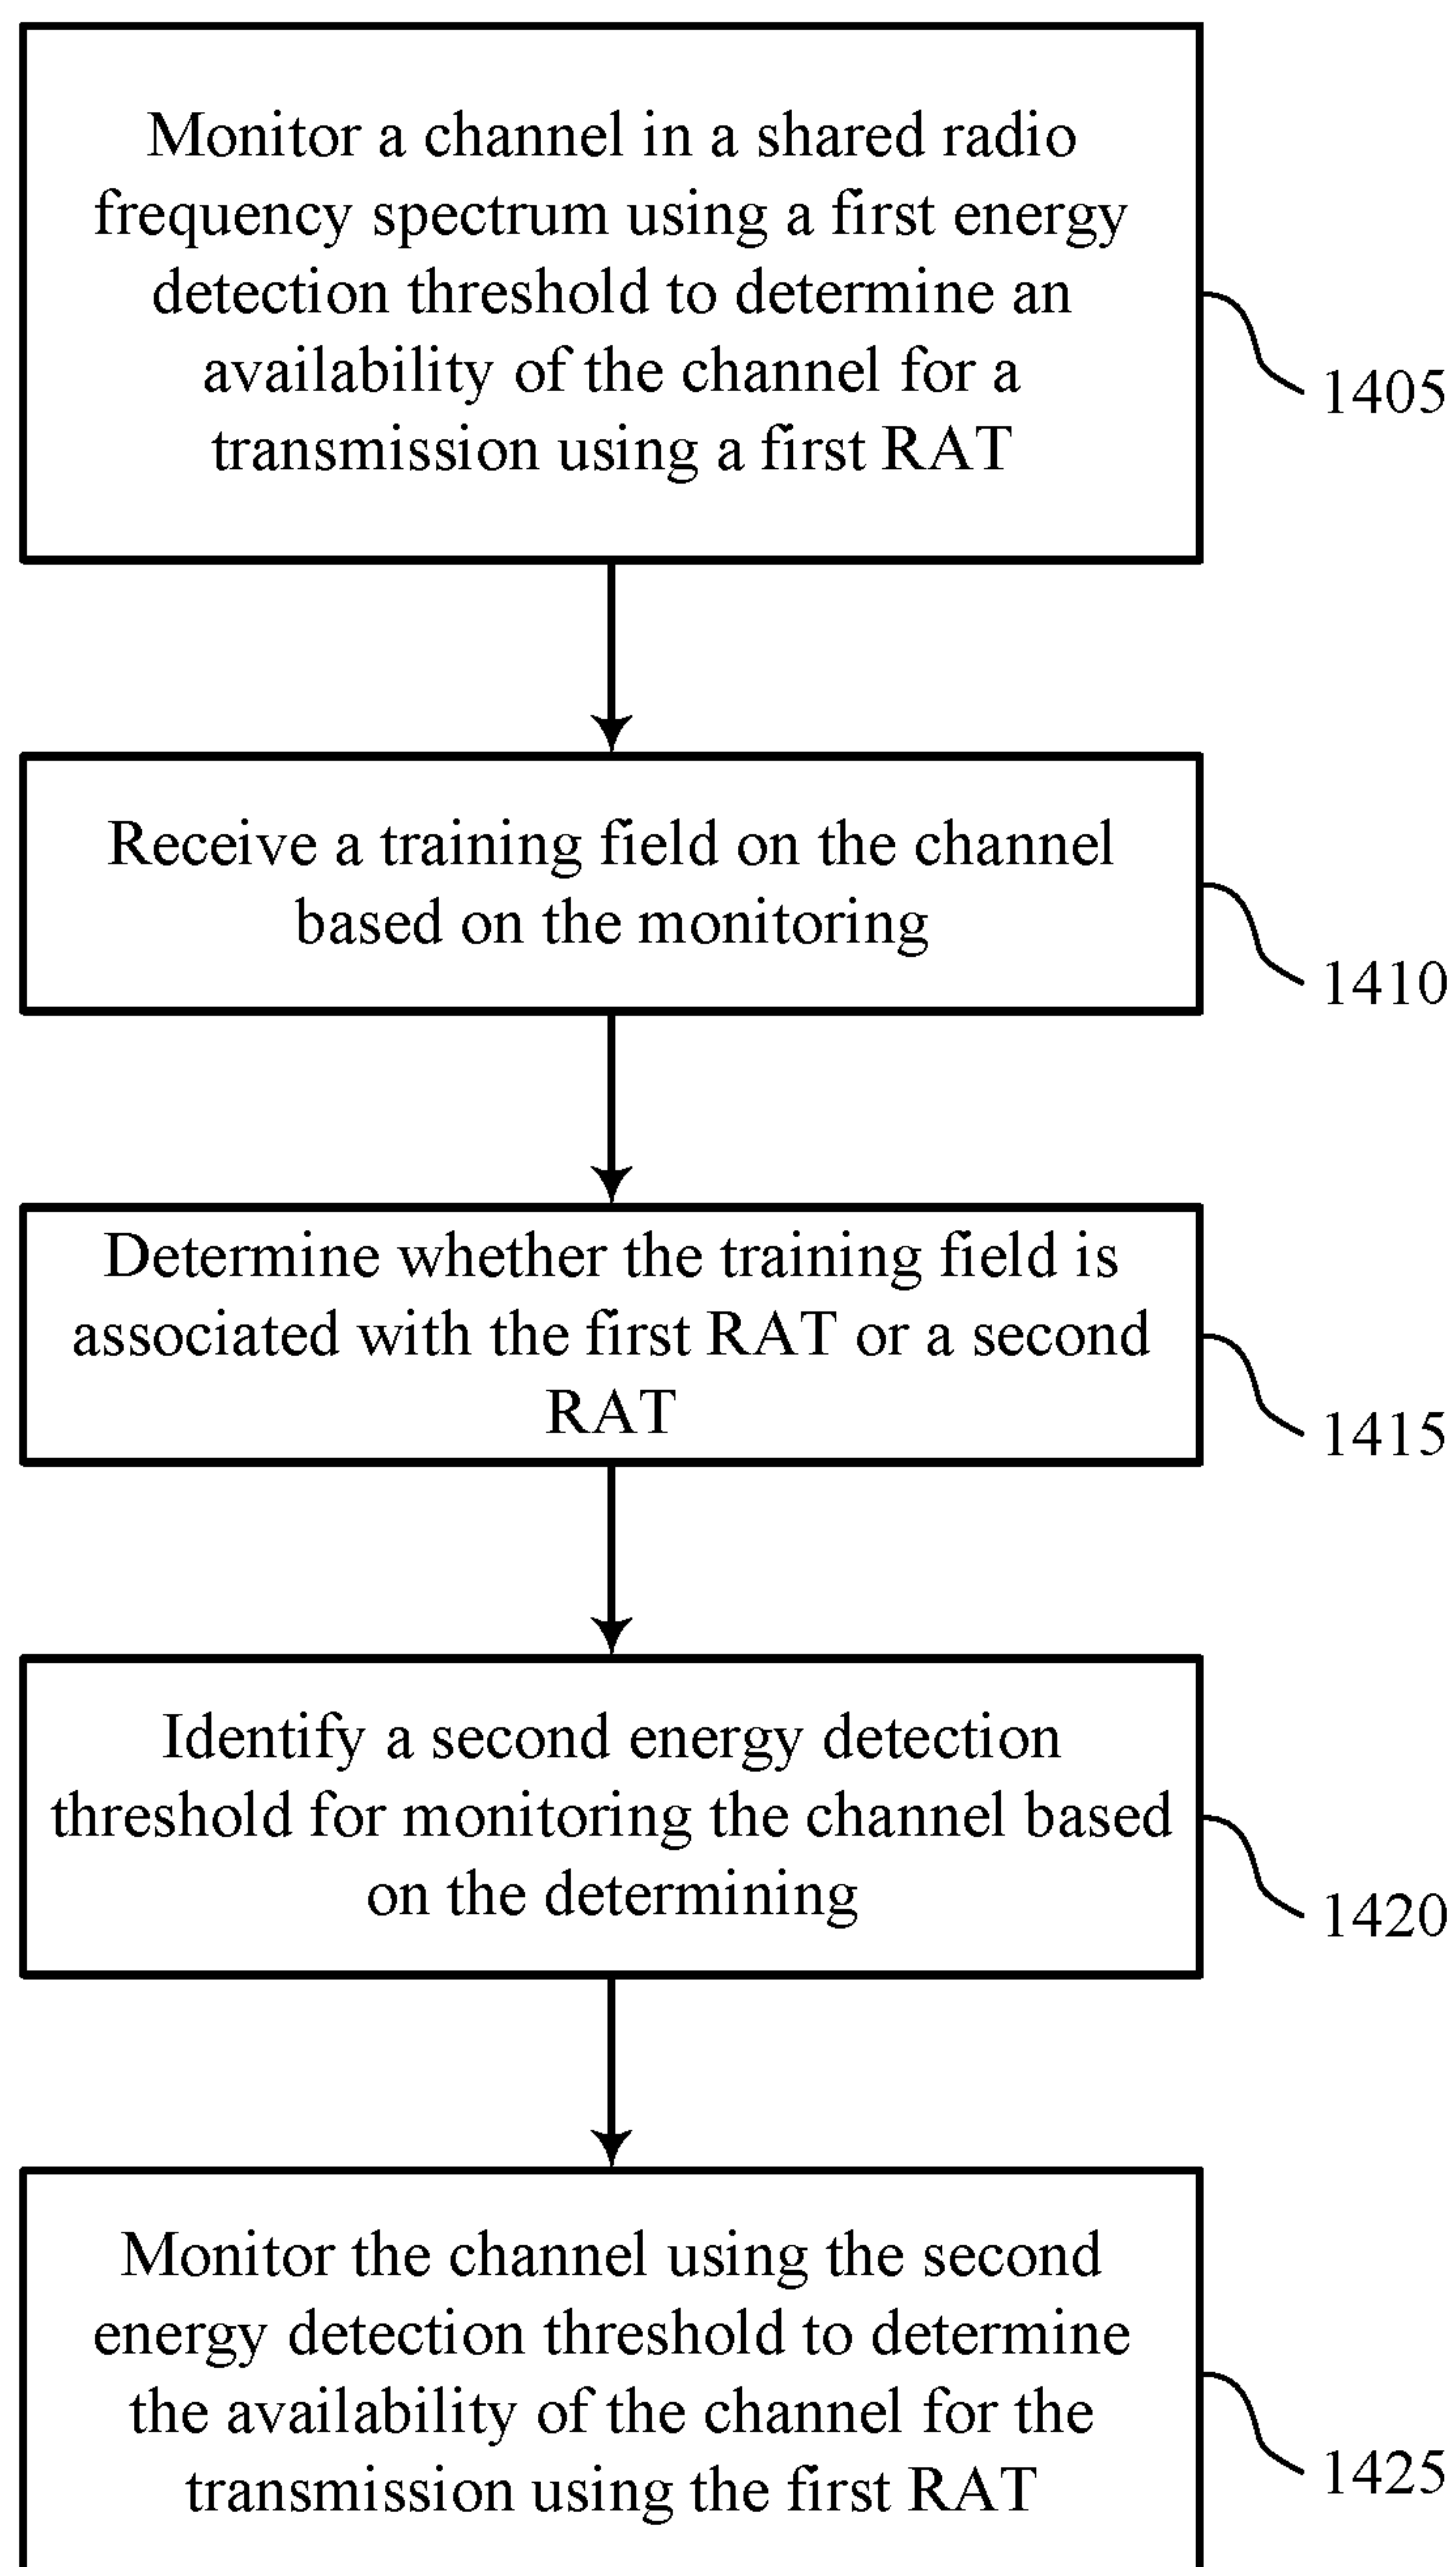 Monitor a channel in a shared radio
frequency spectrum using a first energy
detection threshold to determine an
availability of the channel for a
transmission using a first RAT
1405
Receive a training field on the channel
based on the monitoring
1410
Determine whether the training field is
associated with the first RAT or a second
RAT
1415
Identify a second energy detection
threshold for monitoring the channel based
on the determining
1420
Monitor the channel using the second
energy detection threshold to determine
the availability of the channel for the
transmission using the first RAT
1425